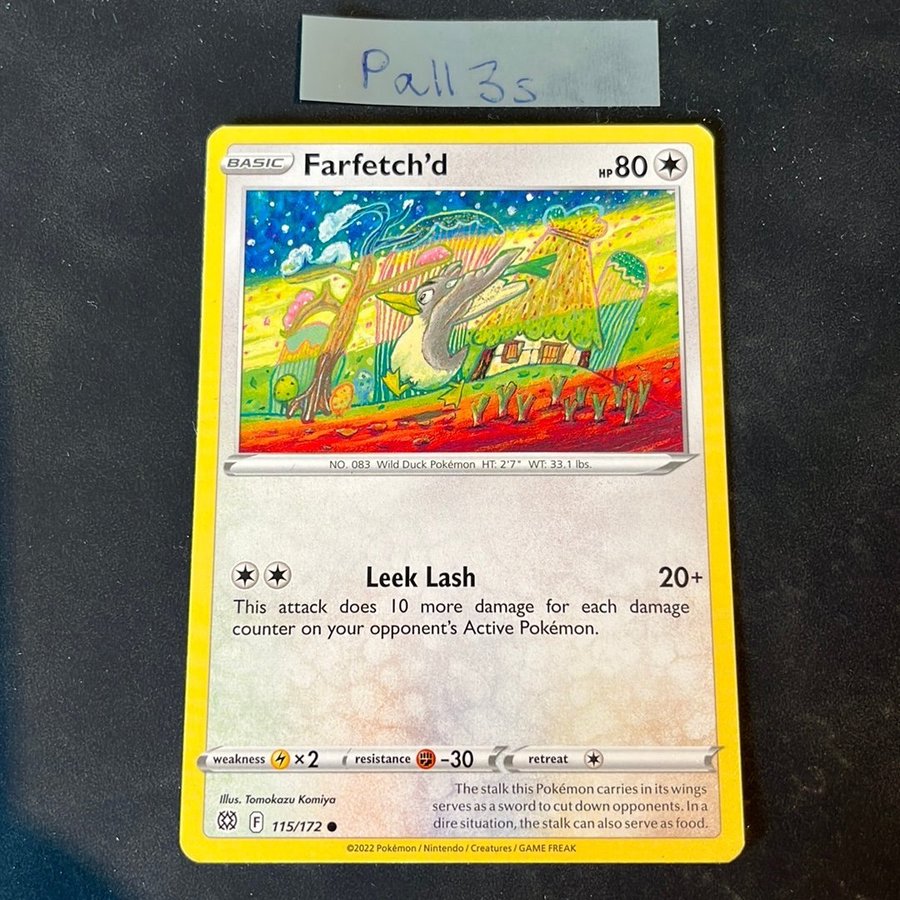 Pall3s
BASIC Farfetch'd HP 80
NO. 083 Wild Duck Pokémon HT: 2'7" WT: 33.1 lbs.
Leek Lash 20+
This attack does 10 more damage for each damage
counter on your opponent's Active Pokémon.
weakness ×2 resistance -30 retreat
Illus. Tomokazu Komiya
The stalk this Pokémon carries in its wings
serves as a sword to cut down opponents. In a
dire situation, the stalk can also serve as food.
F 115/172
©2022 Pokémon / Nintendo / Creatures / GAME FREAK